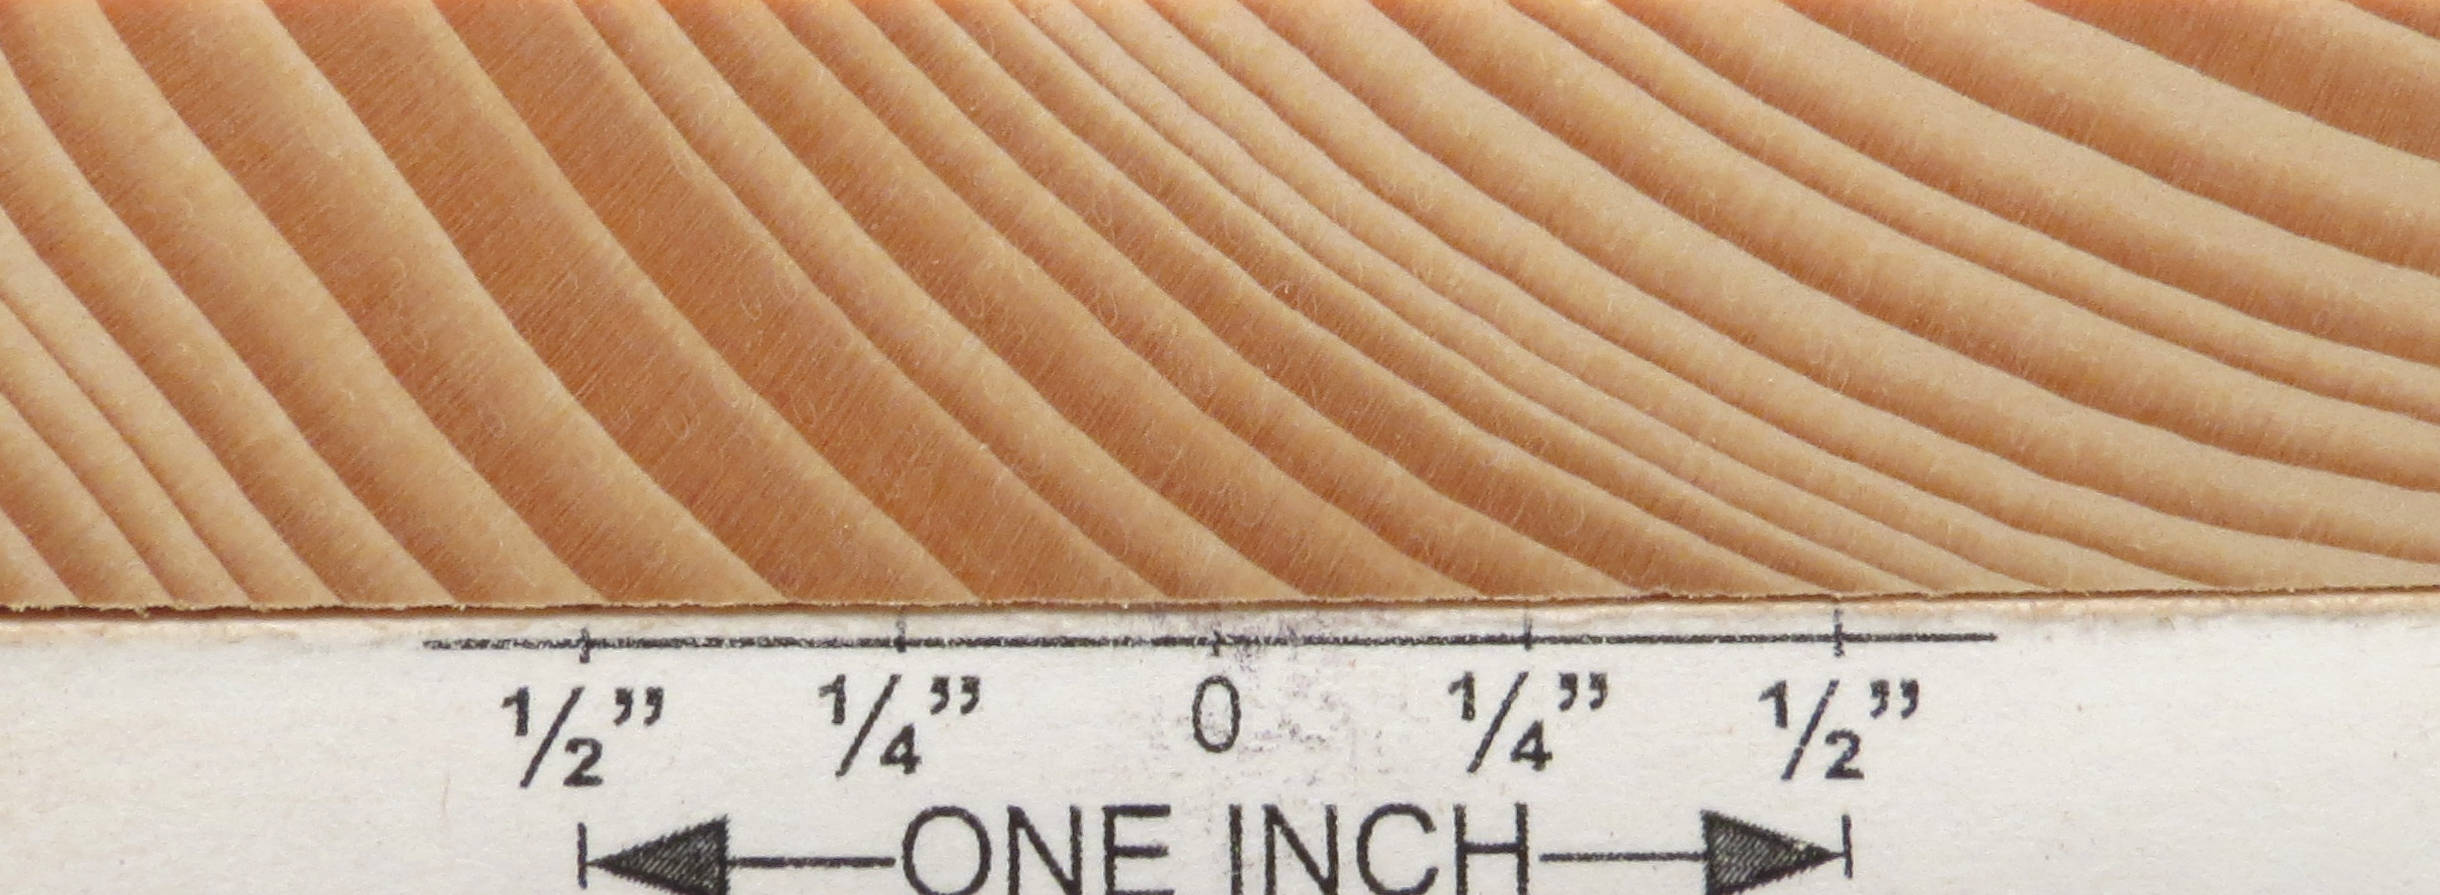 ½” ¼” 0 ¼” ½”
ONE INCH